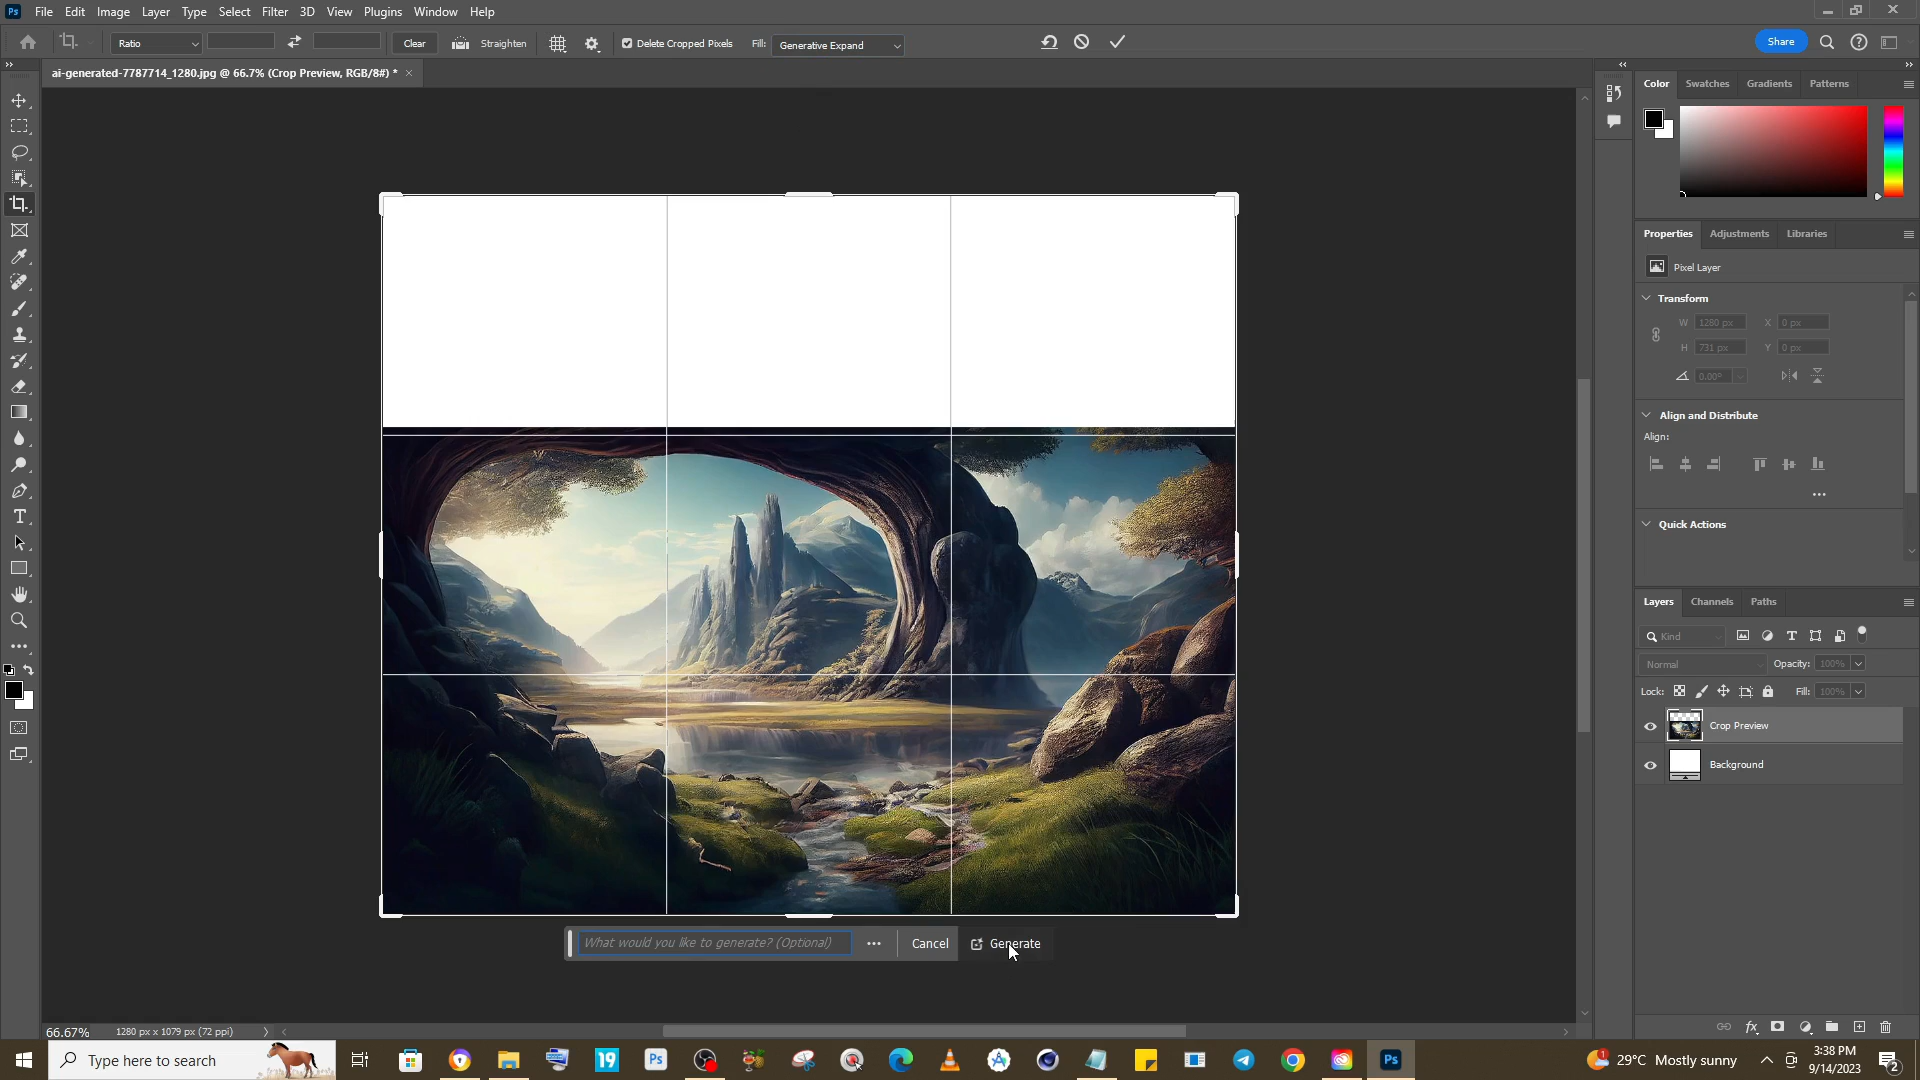 Ps File Edit Image Layer Type Select Filter 3D View Plugins Window Help
Ratio Clear Straighten Delete Cropped Pixels Fill: Generative Expand Share
ai-generated-7787714_1280.jpg @ 66.7% (Crop Preview, RGB/8#) *
Color Swatches Gradients Patterns
Properties Adjustments Libraries
Pixel Layer
Transform
W 1280 px X 0 px
H 731 px Y 0 px
0.00°
Align and Distribute
Align:
Quick Actions
Layers Channels Paths
Kind
Normal Opacity: 100%
Lock: Fill: 100%
Crop Preview
Background
What would you like to generate? (Optional) Cancel Generate
66.67% 1280 px x 1079 px (72 ppi)
Type here to search
19
Ps
Ps
1
29°C Mostly sunny
3:38 PM
9/14/2023
2